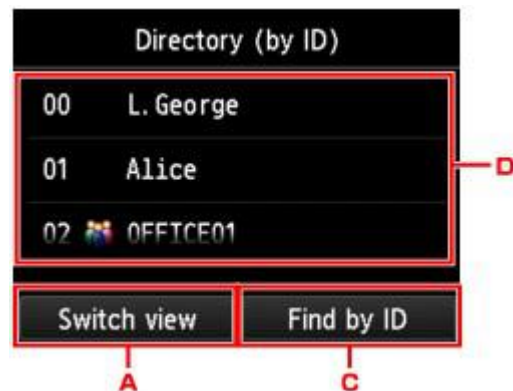 Directory (by ID)
00 L. George
01 Alice
D
02 OFFICE01
Switch view Find by ID
A C